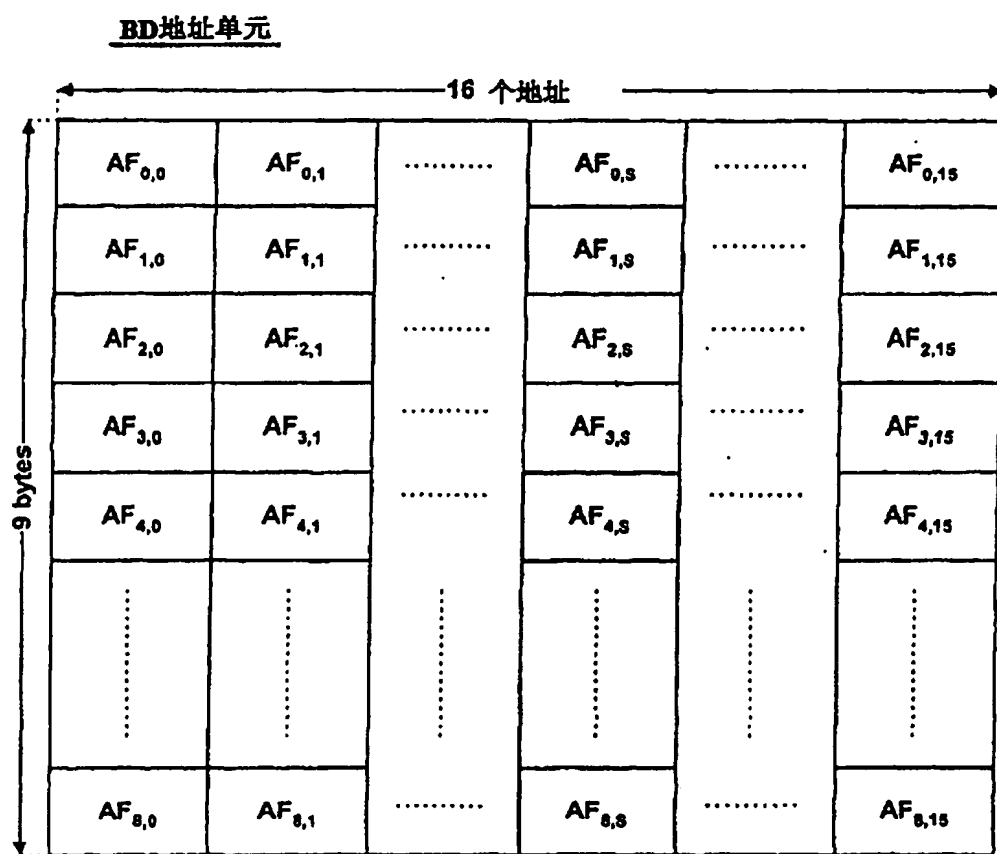 BD地址单元
16 个地址
9 bytes
AF0,0 AF0,1 ......... AF0,S ......... AF0,15
AF1,0 AF1,1 ......... AF1,S ......... AF1,15
AF2,0 AF2,1 ......... AF2,S ......... AF2,15
AF3,0 AF3,1 ......... AF3,S ......... AF3,15
AF4,0 AF4,1 ......... AF4,S ......... AF4,15
AF8,0 AF8,1 ......... AF8,S ......... AF8,15